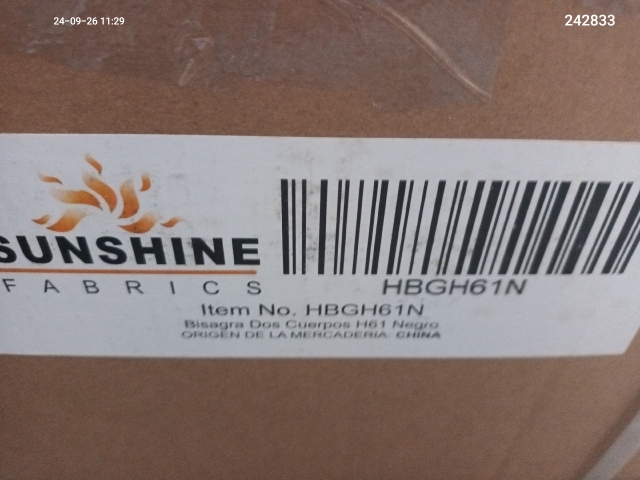 24-09-26 11:29
242833
SUNSHINE
FABRICS
HBGH61N
Item No. HBGH61N
Bisagra Dos Cuerpos H61 Negro
ORIGEN DE LA MERCADERIA: CHINA